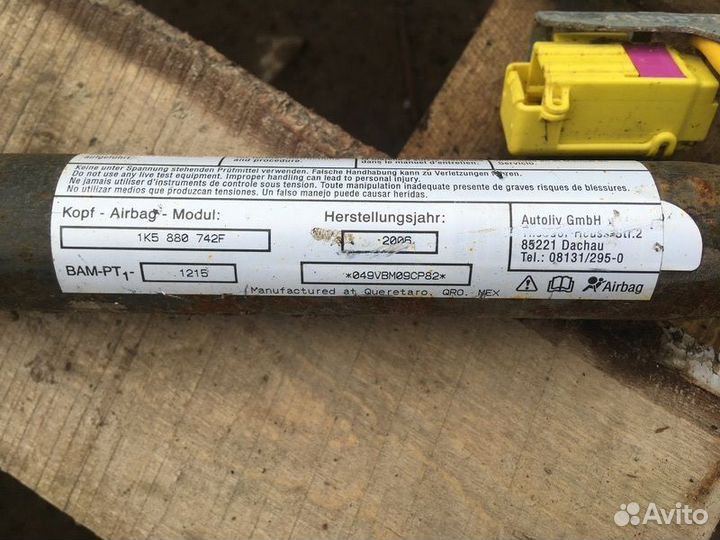 aufgeführt.
and procedure.
dans le manuel d'entretien.
Servicio.
Keine unter Spannung stehenden Prüfmittel verwenden. Falsche Handhabung kann zu Verletzungen führen.
Do not use any live test equipment. Improper handling can lead to personal injury.
Ne jamais utiliser d'instruments de controle sous tension. Toute manipulation inadequate presente de graves risques de blessures.
No utilizar medios que produzcan tensiones. Un falso manejo puede causar heridas.
Kopf - Airbag - Modul:
Herstellungsjahr:
Autoliv GmbH
1K5 880 742F
2006
Str.2
85221 Dachau
BAM-PT1-
1215
*049VBM09CP82*
Tel.: 08131/295-0
Airbag
Manufactured at Queretaro. QRO. MEX
Avito